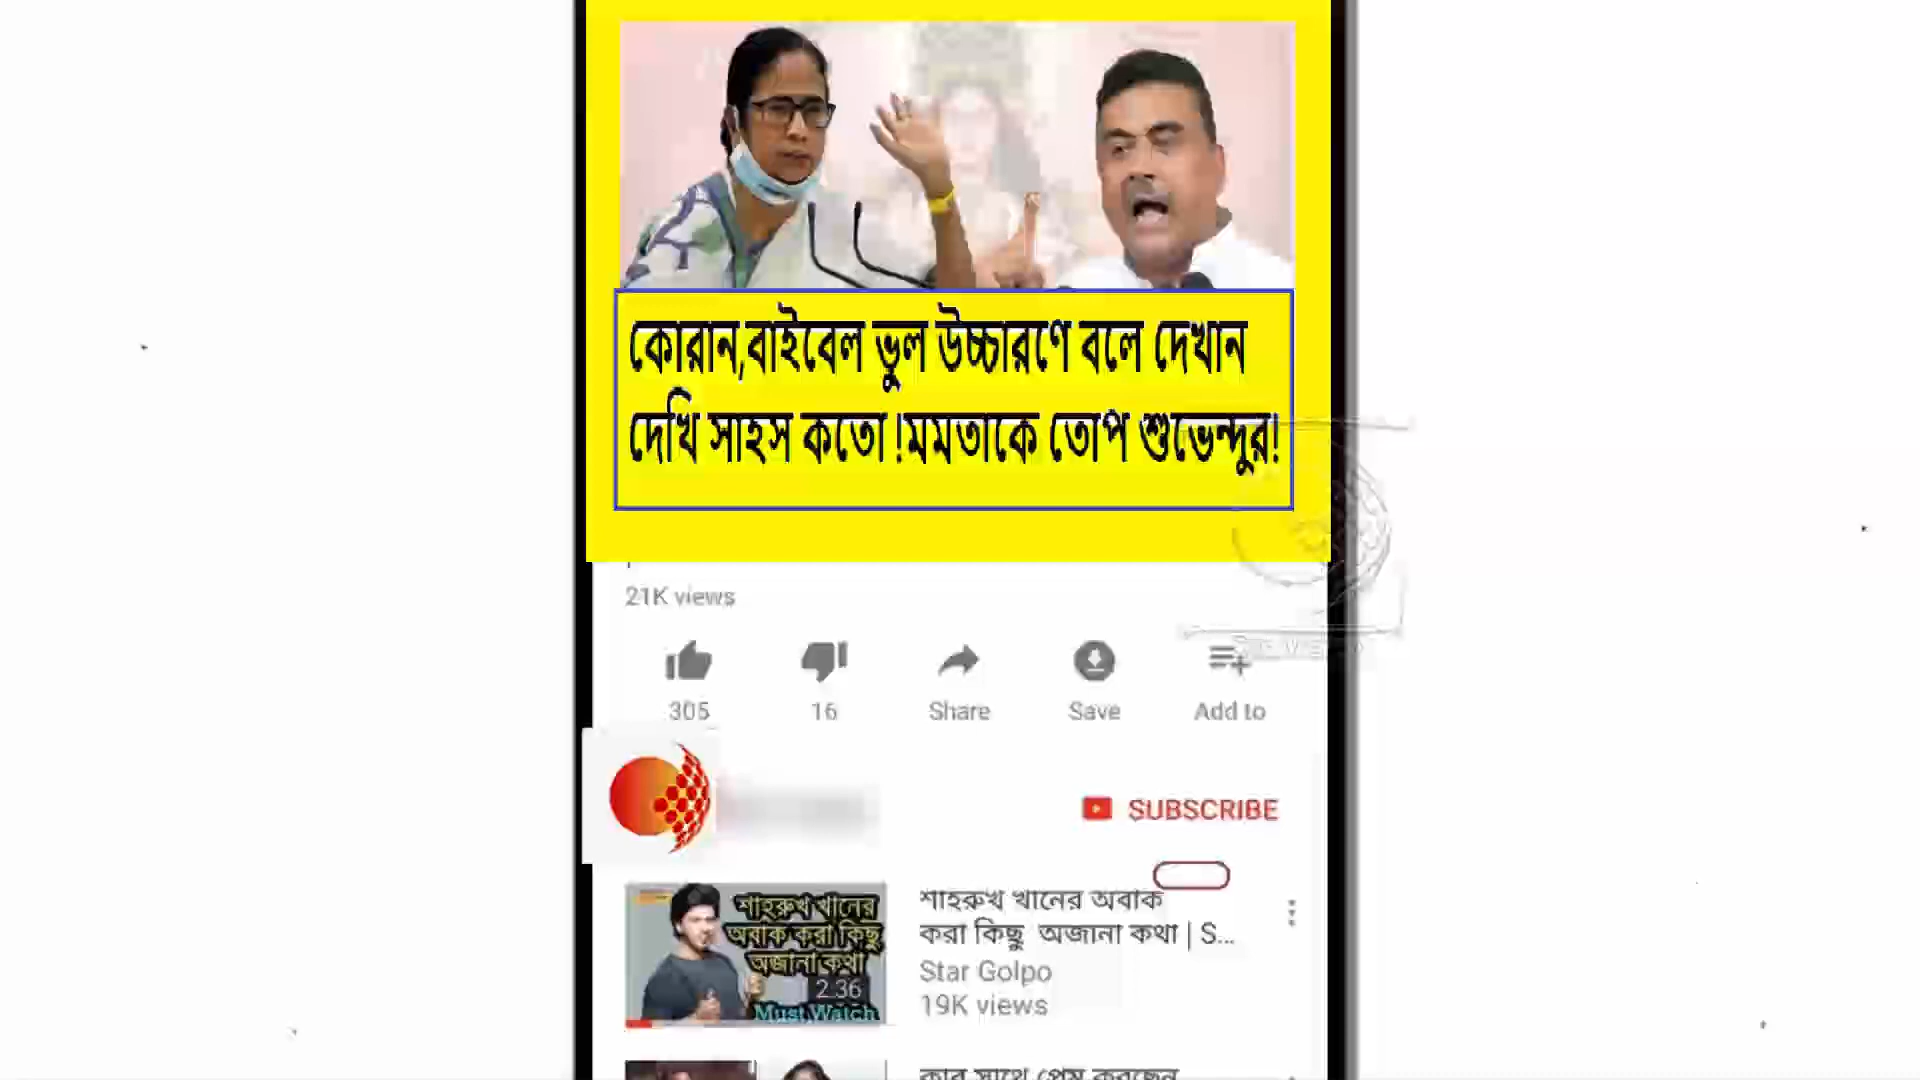 কোরান,বাইবেল ভুল উচ্চারণে বলে দেখান
দেখি সাহস কতো !মমতাকে তোপ শুভেন্দুর!
21K views
305
16
Share
Save
Add to
SUBSCRIBE
শাহরুখ খানের
অবাক করা কিছু
অজানা কথা
2:36
Must Watch
শাহরুখ খানের অবাক
করা কিছু অজানা কথা | S...
Star Golpo
19K views
কার সাথে প্রেম করছেন